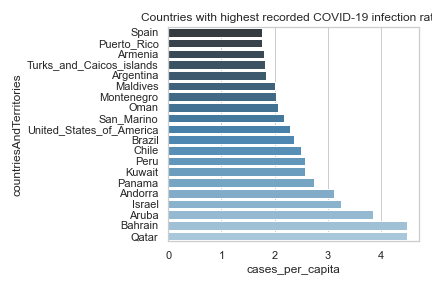 Countries with highest recorded COVID-19 infection rat
countriesAndTerritories
Spain
Puerto_Rico
Armenia
Turks_and_Caicos_islands
Argentina
Maldives
Montenegro
Oman
San_Marino
United_States_of_America
Brazil
Chile
Peru
Kuwait
Panama
Andorra
Israel
Aruba
Bahrain
Qatar
0 1 2 3 4
cases_per_capita